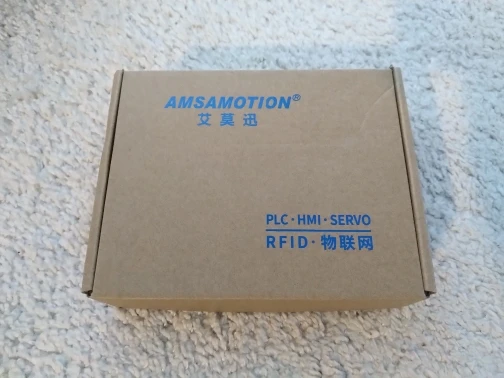 AMSAMOTION®
艾莫迅
PLC·HMI·SERVO
RFID·物联网